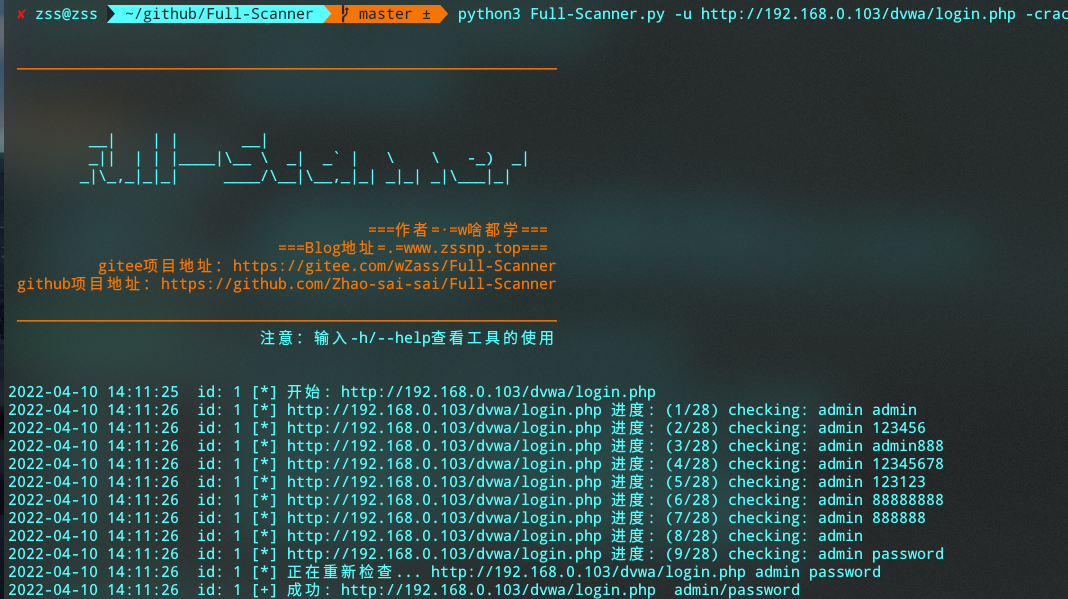 ✘ zss@zss ~/github/Full-Scanner master ± python3 Full-Scanner.py -u http://192.168.0.103/dvwa/login.php -crac
Full-Scanner
===作者=·=w啥都学===
===Blog地址=.=www.zssnp.top===
gitee项目地址: https://gitee.com/wZass/Full-Scanner
github项目地址: https://github.com/Zhao-sai-sai/Full-Scanner
注意: 输入-h/--help查看工具的使用
2022-04-10 14:11:25 id: 1 [*] 开始: http://192.168.0.103/dvwa/login.php
2022-04-10 14:11:26 id: 1 [*] http://192.168.0.103/dvwa/login.php 进度: (1/28) checking: admin admin
2022-04-10 14:11:26 id: 1 [*] http://192.168.0.103/dvwa/login.php 进度: (2/28) checking: admin 123456
2022-04-10 14:11:26 id: 1 [*] http://192.168.0.103/dvwa/login.php 进度: (3/28) checking: admin admin888
2022-04-10 14:11:26 id: 1 [*] http://192.168.0.103/dvwa/login.php 进度: (4/28) checking: admin 12345678
2022-04-10 14:11:26 id: 1 [*] http://192.168.0.103/dvwa/login.php 进度: (5/28) checking: admin 123123
2022-04-10 14:11:26 id: 1 [*] http://192.168.0.103/dvwa/login.php 进度: (6/28) checking: admin 88888888
2022-04-10 14:11:26 id: 1 [*] http://192.168.0.103/dvwa/login.php 进度: (7/28) checking: admin 888888
2022-04-10 14:11:26 id: 1 [*] http://192.168.0.103/dvwa/login.php 进度: (8/28) checking: admin
2022-04-10 14:11:26 id: 1 [*] http://192.168.0.103/dvwa/login.php 进度: (9/28) checking: admin password
2022-04-10 14:11:26 id: 1 [*] 正在重新检查... http://192.168.0.103/dvwa/login.php admin password
2022-04-10 14:11:26 id: 1 [+] 成功: http://192.168.0.103/dvwa/login.php admin/password